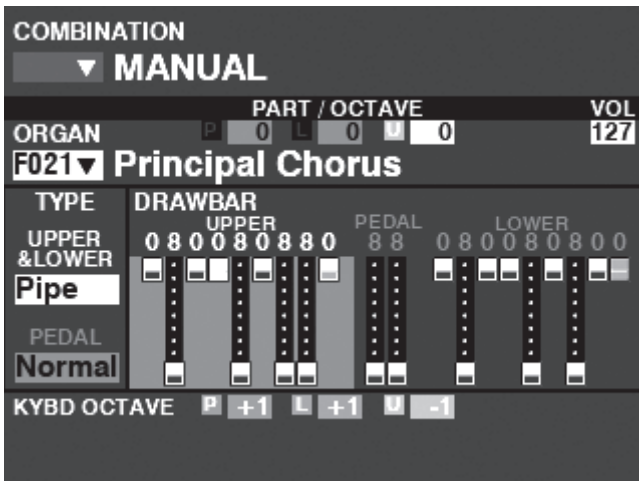 COMBINATION
▼ MANUAL
PART / OCTAVE VOL
ORGAN P 0 L 0 U 0 127
F021▼ Principal Chorus
TYPE DRAWBAR
UPPER PEDAL LOWER
UPPER & LOWER 0 8 0 0 8 0 8 8 0 8 8 0 8 0 0 8 0 8 0 0
Pipe
PEDAL
Normal
KYBD OCTAVE P +1 L +1 U -1